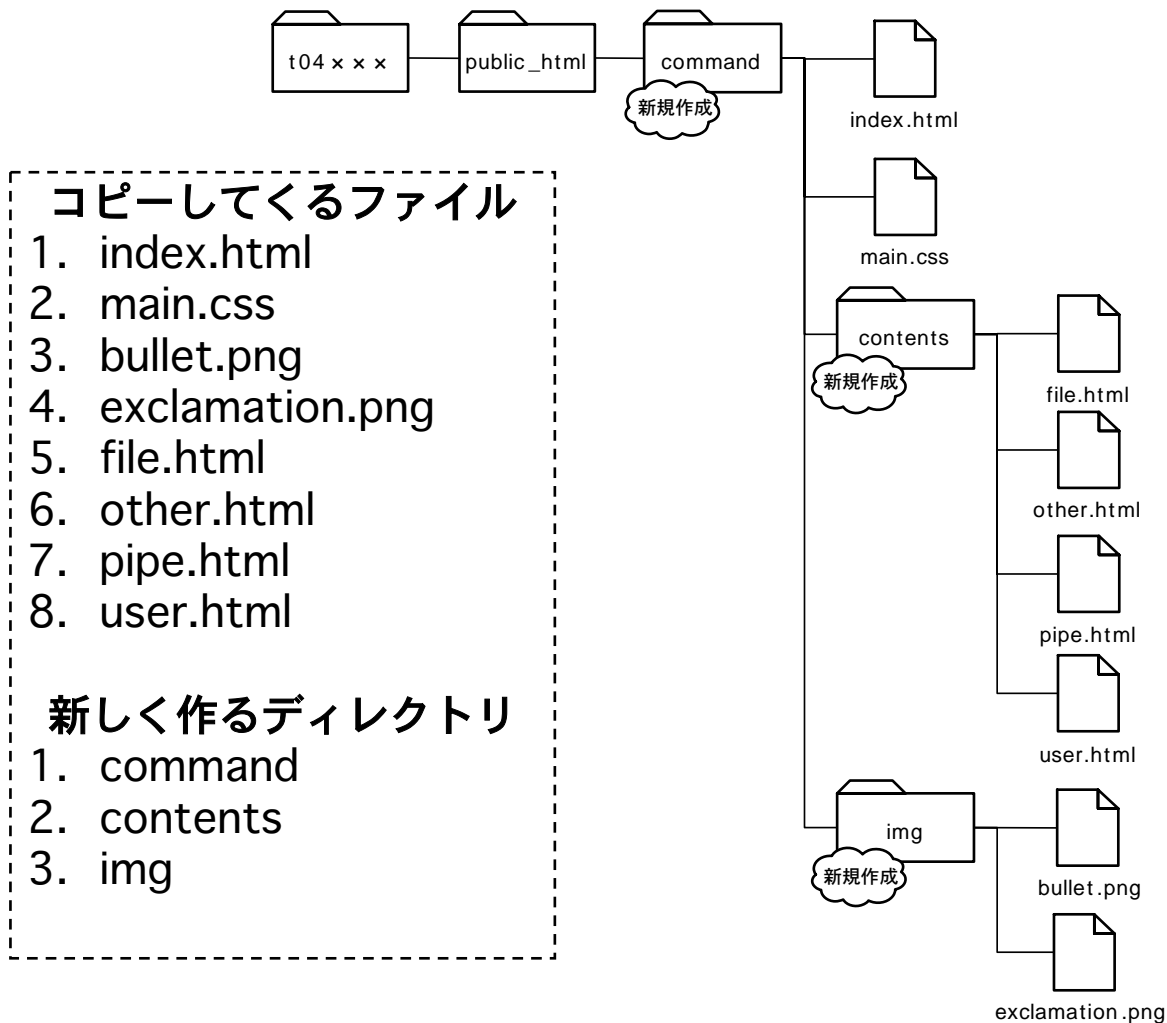 t04×××
public_html
command
新規作成
index.html
main.css
コピーしてくるファイル
1. index.html
2. main.css
3. bullet.png
4. exclamation.png
5. file.html
6. other.html
7. pipe.html
8. user.html
新しく作るディレクトリ
1. command
2. contents
3. img
contents
新規作成
file.html
other.html
pipe.html
user.html
img
新規作成
bullet.png
exclamation.png